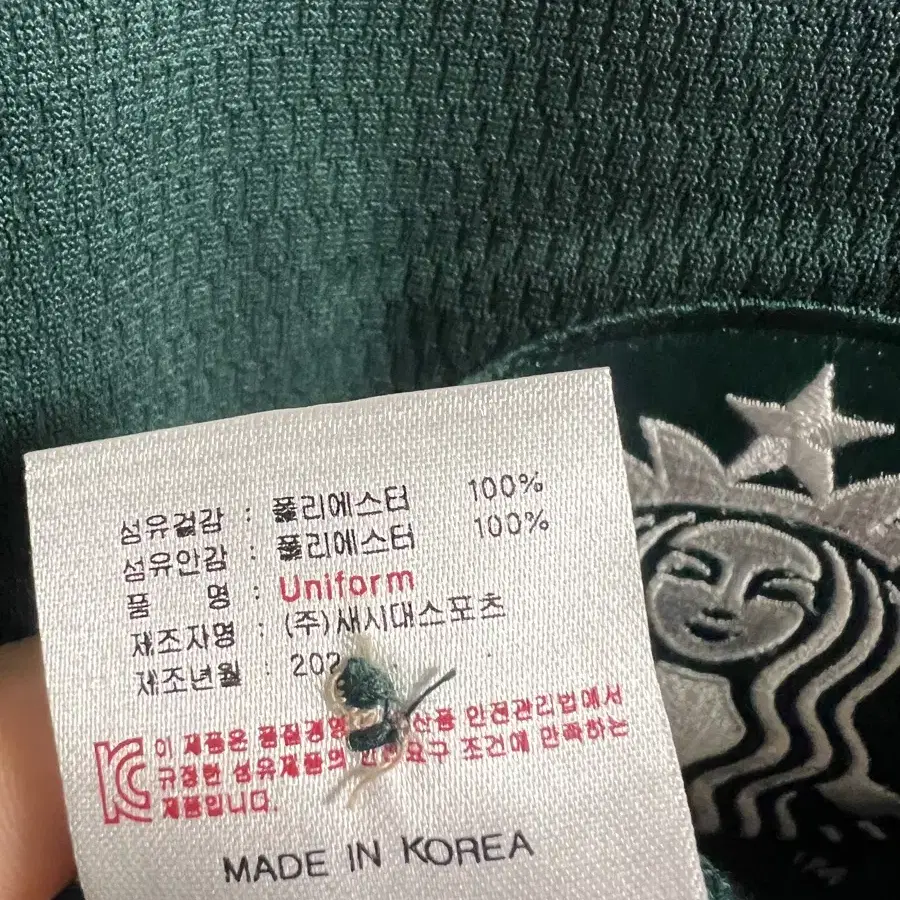 섬유겉감 : 폴리에스터 100%
섬유안감 : 폴리에스터 100%
품 명 : Uniform
제조자명 : (주)새시대스포츠
제조년월 : 202
이 제품은 품질경영 산품 안전관리법에서
규정한 섬유제품의 요구 조건에 만족하는
제품입니다.
MADE IN KOREA